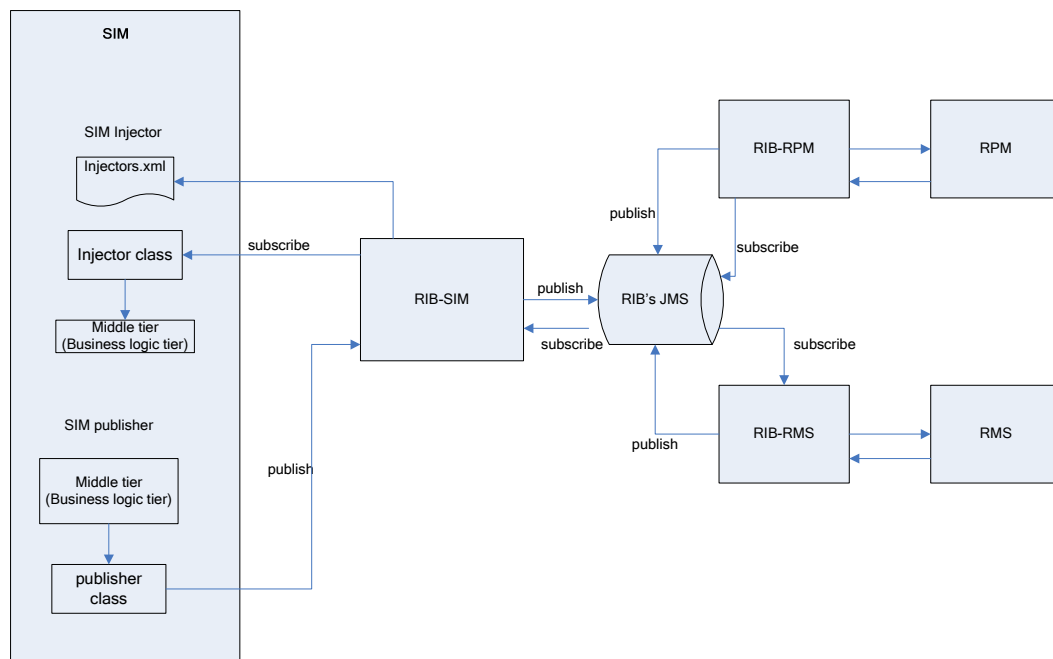 SIM
SIM Injector
Injectors.xml
Injector class
Middle tier
(Business logic tier)
SIM publisher
Middle tier
(Business logic tier)
publisher
class
subscribe
publish
RIB-SIM
publish
subscribe
RIB's JMS
publish
subscribe
RIB-RPM
RPM
subscribe
publish
RIB-RMS
RMS